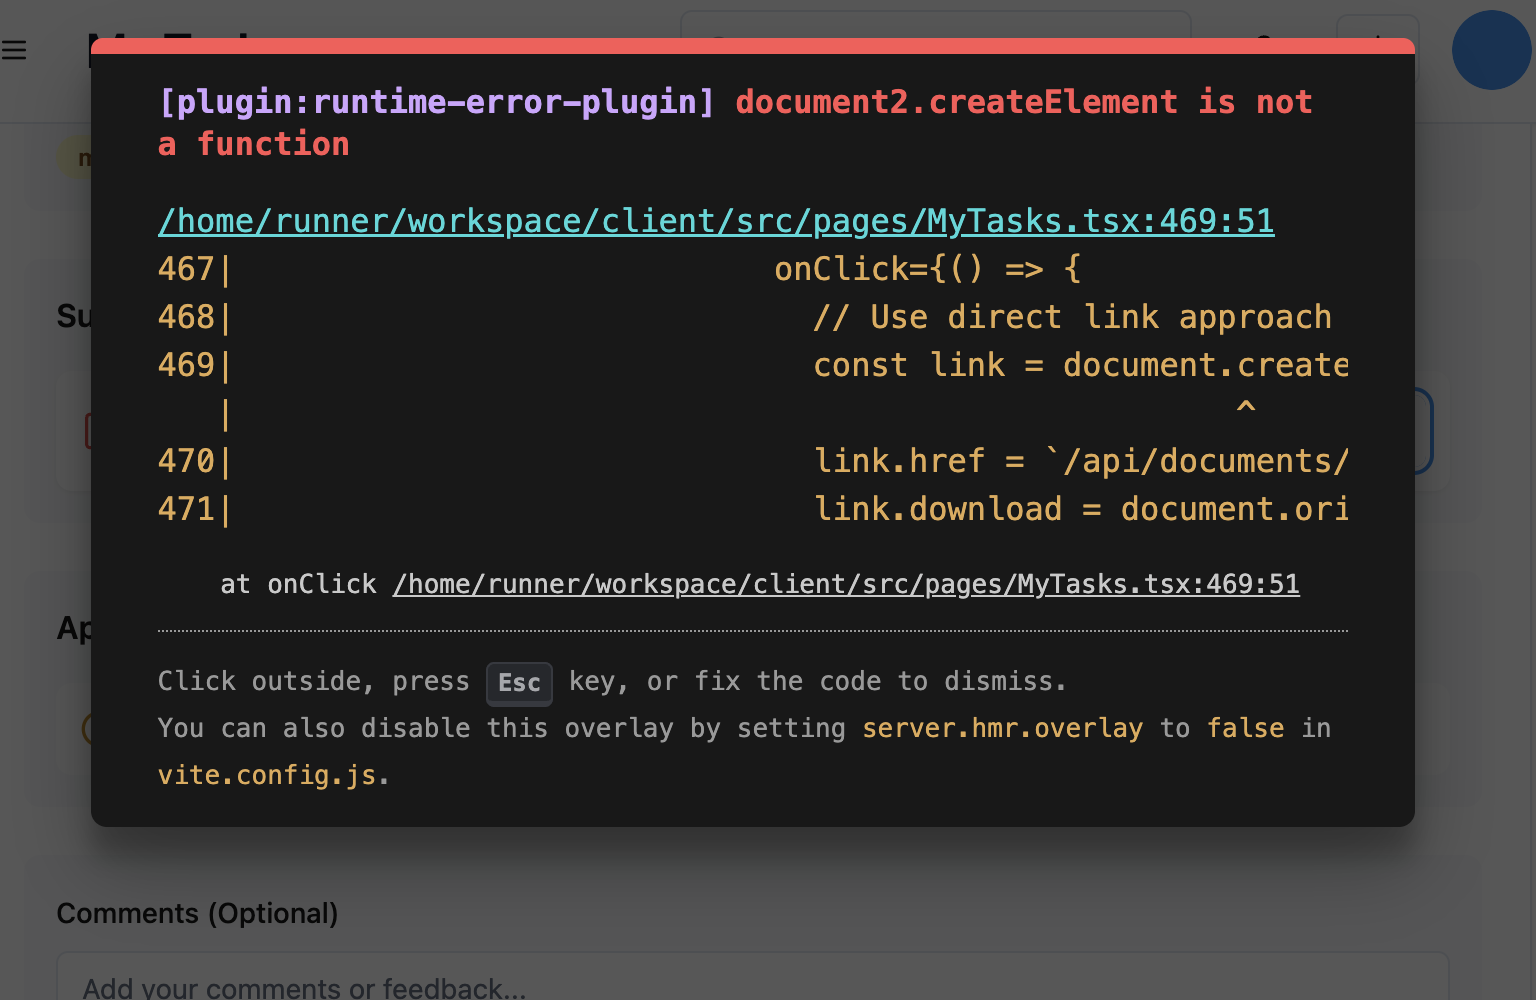 [plugin:runtime-error-plugin] document2.createElement is not
a function
/home/runner/workspace/client/src/pages/MyTasks.tsx:469:51
467| onClick={() => {
468| // Use direct link approach
469| const link = document.create
| ^
470| link.href = `/api/documents/
471| link.download = document.ori
at onClick /home/runner/workspace/client/src/pages/MyTasks.tsx:469:51
Click outside, press Esc key, or fix the code to dismiss.
You can also disable this overlay by setting server.hmr.overlay to false in
vite.config.js.
Su
Ap
Comments (Optional)
Add your comments or feedback...